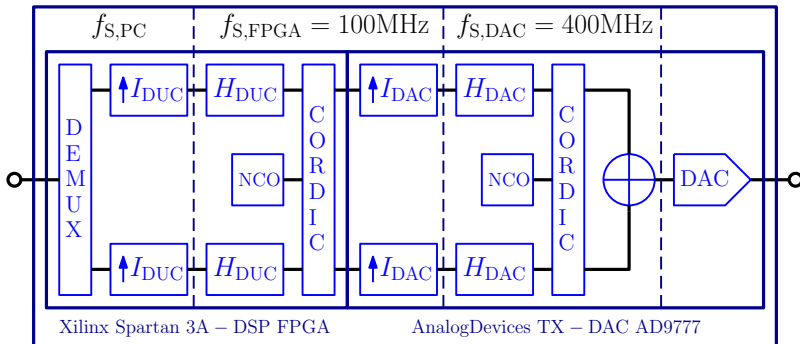 f_S,PC f_S,FPGA = 100MHz f_S,DAC = 400MHz
DEMUX
↑I_DUC H_DUC CORDIC ↑I_DAC H_DAC CORDIC
NCO NCO DAC
↑I_DUC H_DUC ↑I_DAC H_DAC
Xilinx Spartan 3A – DSP FPGA AnalogDevices TX – DAC AD9777